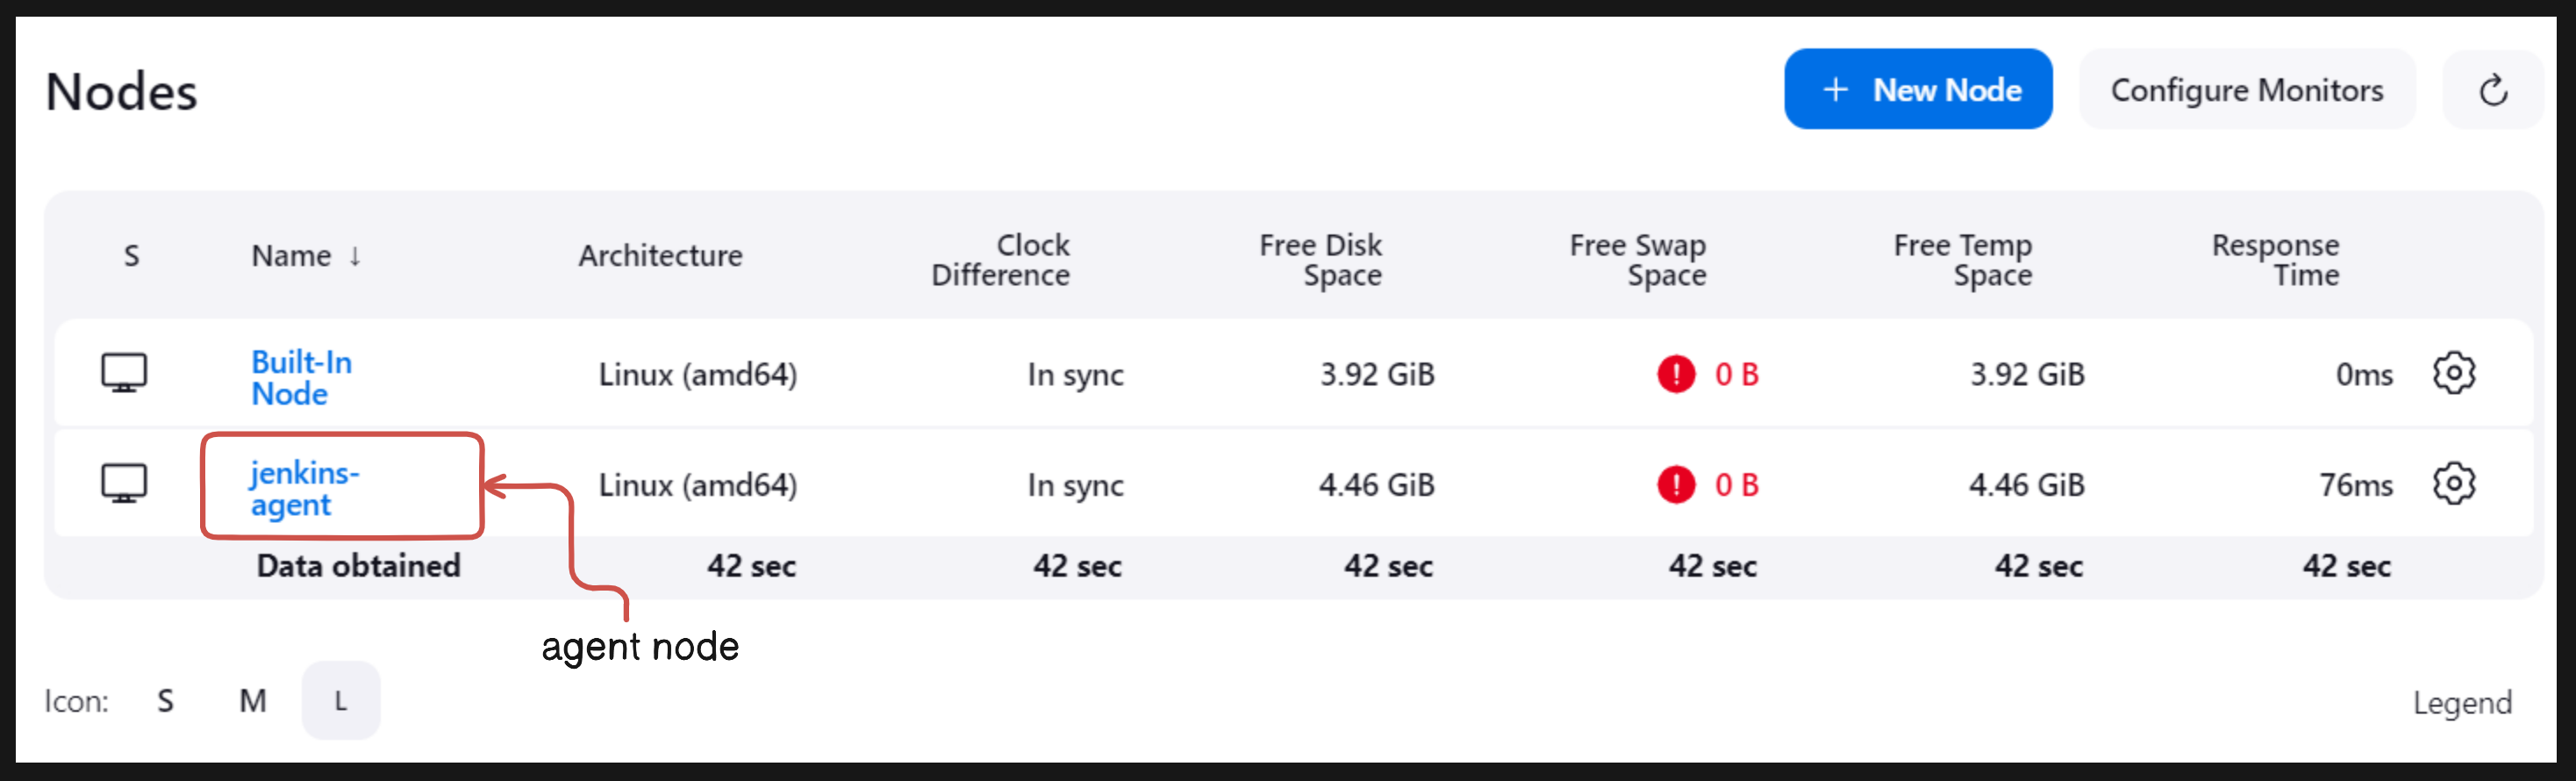 Nodes
+ New Node
Configure Monitors
S
Name ↓
Architecture
Clock
Difference
Free Disk
Space
Free Swap
Space
Free Temp
Space
Response
Time
Built-In
Node
Linux (amd64)
In sync
3.92 GiB
0 B
3.92 GiB
0ms
jenkins-
agent
Linux (amd64)
In sync
4.46 GiB
0 B
4.46 GiB
76ms
Data obtained
42 sec
42 sec
42 sec
42 sec
42 sec
42 sec
agent node
Icon:
S
M
L
Legend